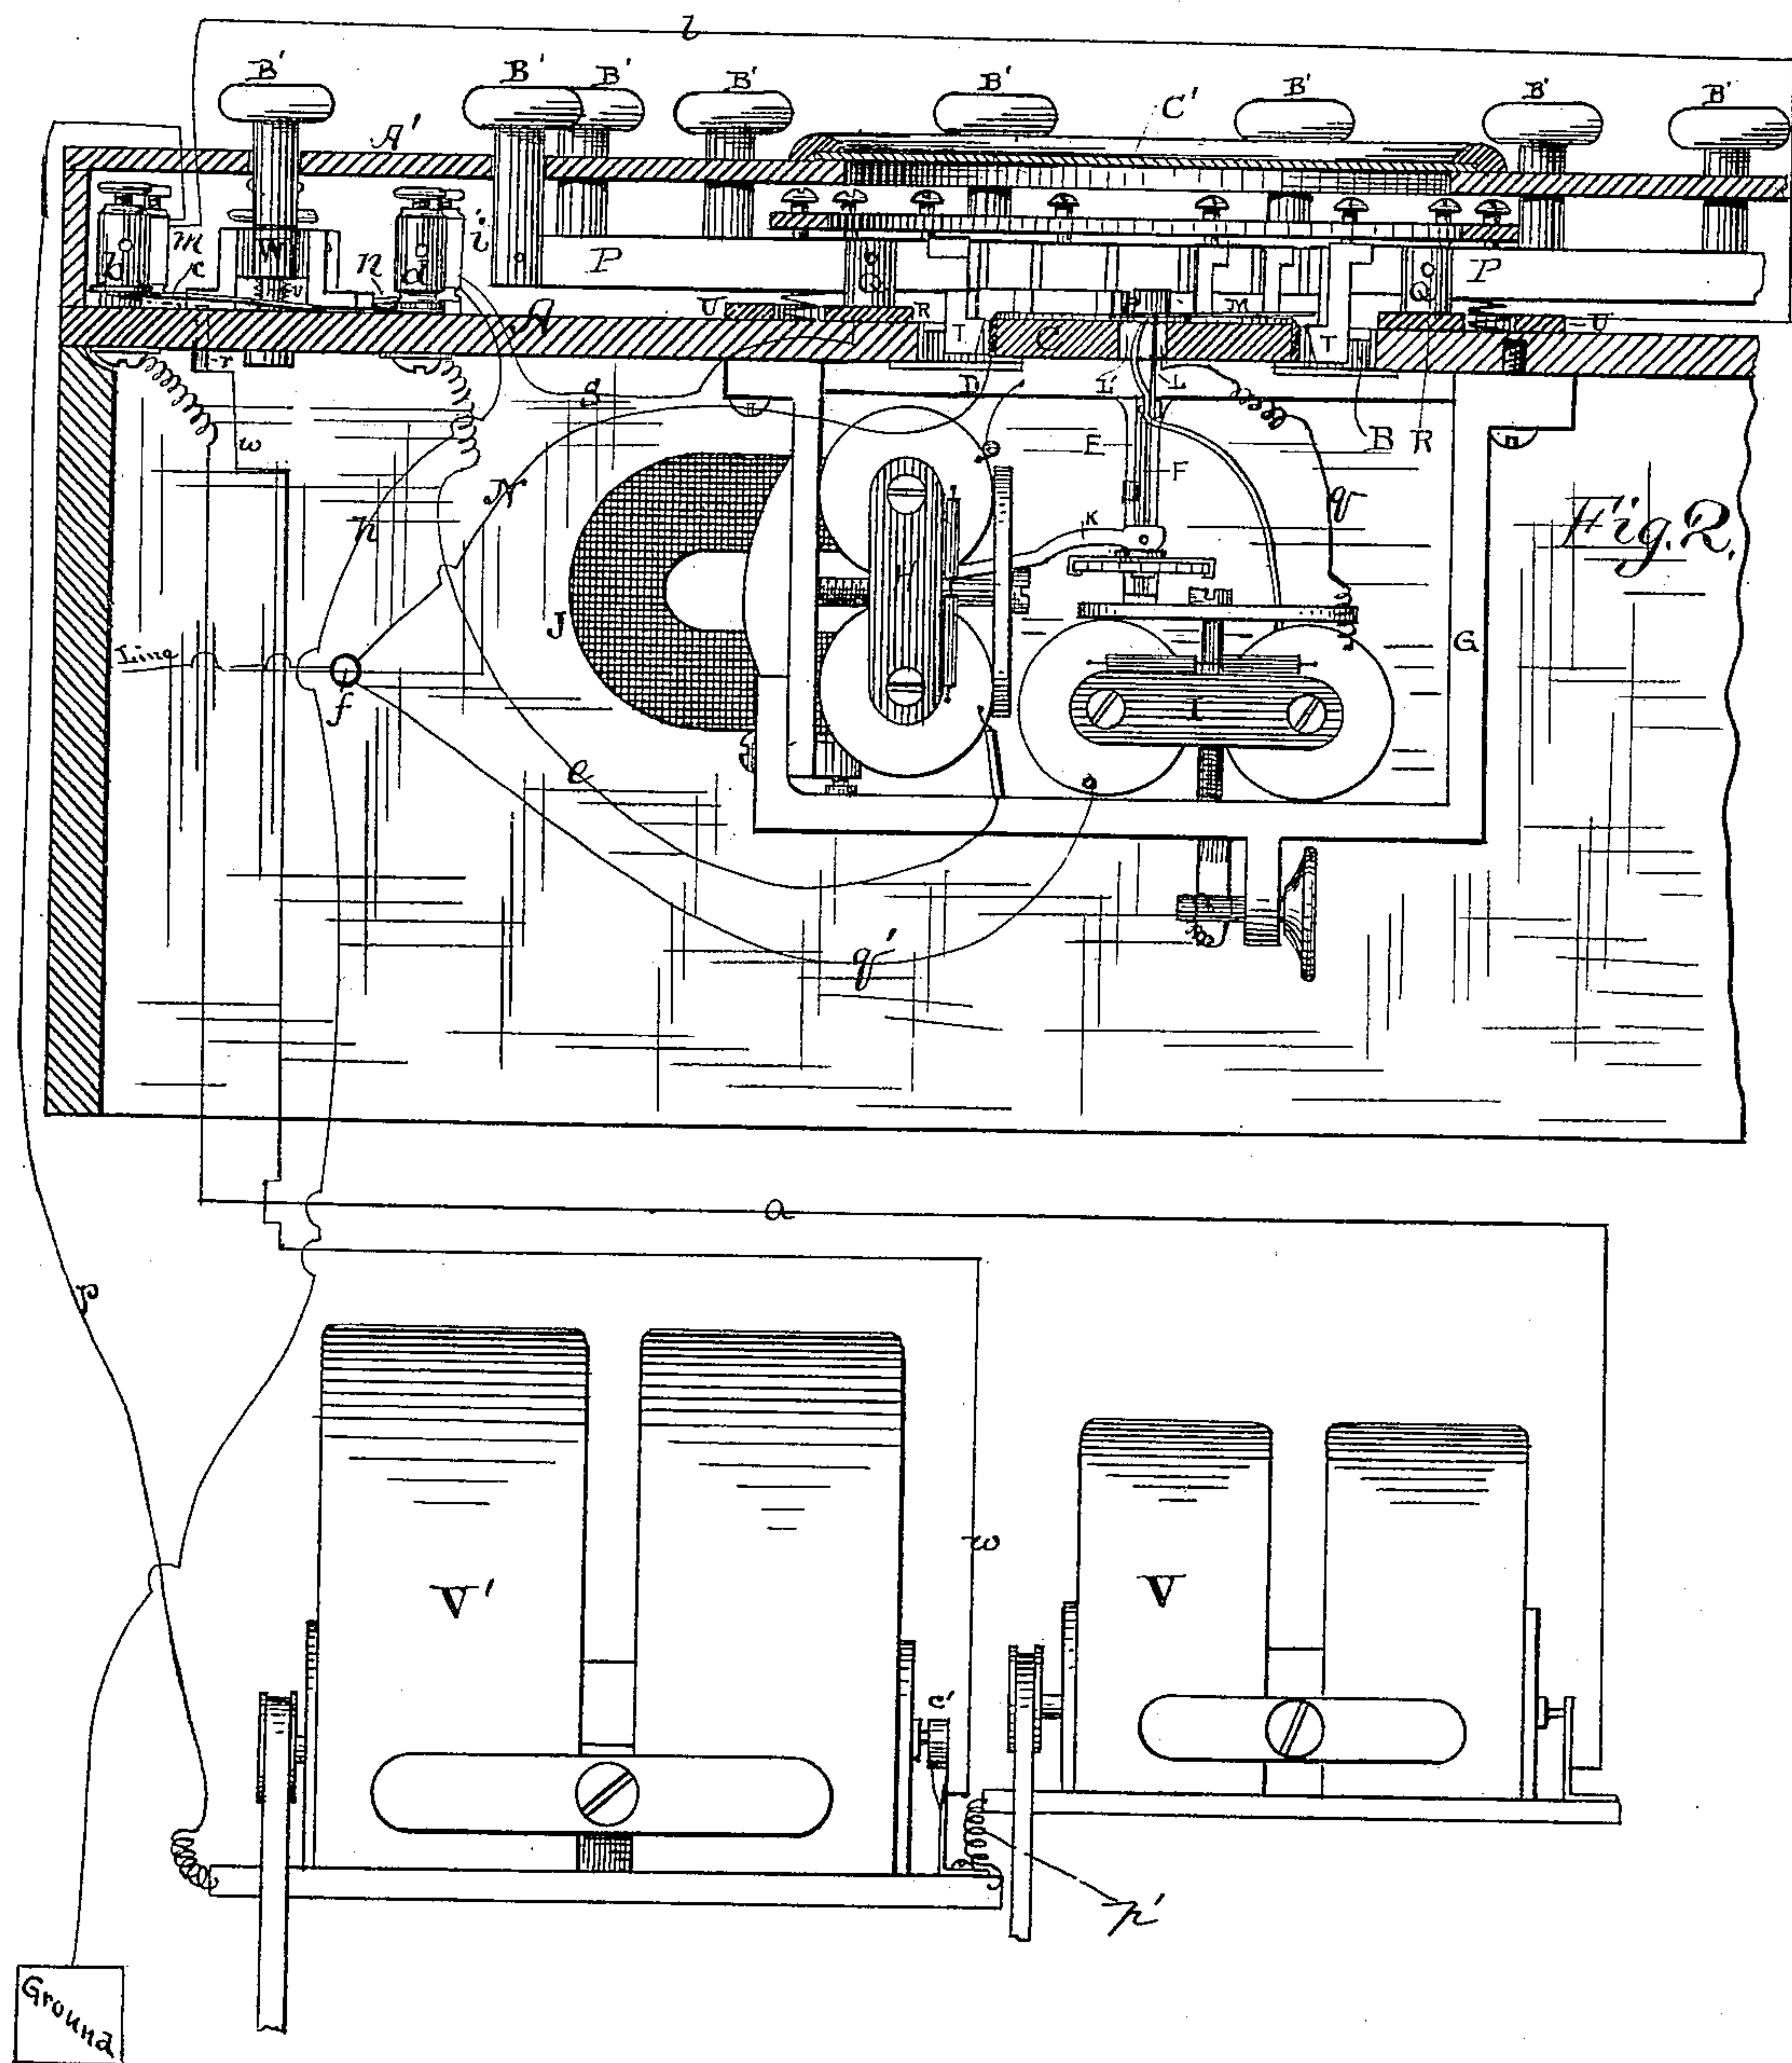 l
B' B' B' B' B' B' B' B'
A' C'
m i
b c W n d P Q M Q P
v
A U R T C T U
r g D L' L B R
w
E F
N K q
h Fig. 2.
J G
Line I
f
e
q'
a
p
w
V' V
c'
p'
Ground